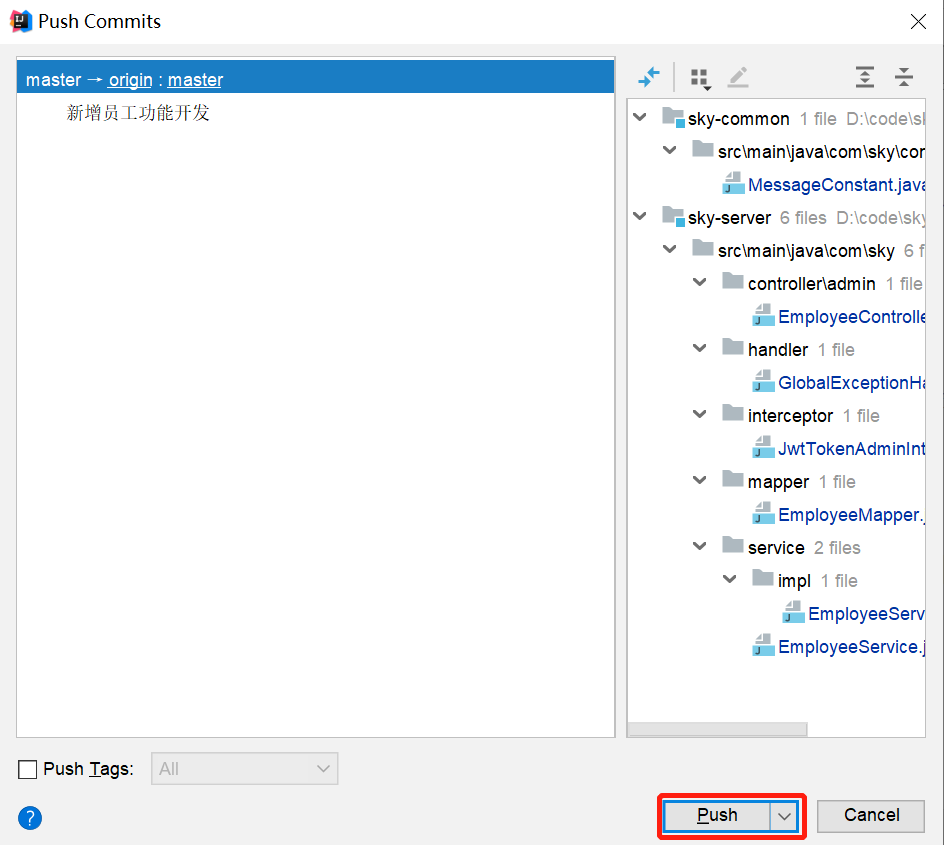 Push Commits
master → origin : master
新增员工功能开发
sky-common 1 file D:\code\sk
src\main\java\com\sky\con
MessageConstant.java
sky-server 6 files D:\code\sky
src\main\java\com\sky 6 f
controller\admin 1 file
EmployeeControlle
handler 1 file
GlobalExceptionHa
interceptor 1 file
JwtTokenAdminInt
mapper 1 file
EmployeeMapper.j
service 2 files
impl 1 file
EmployeeServ
EmployeeService.j
Push Tags: All
? Push Cancel